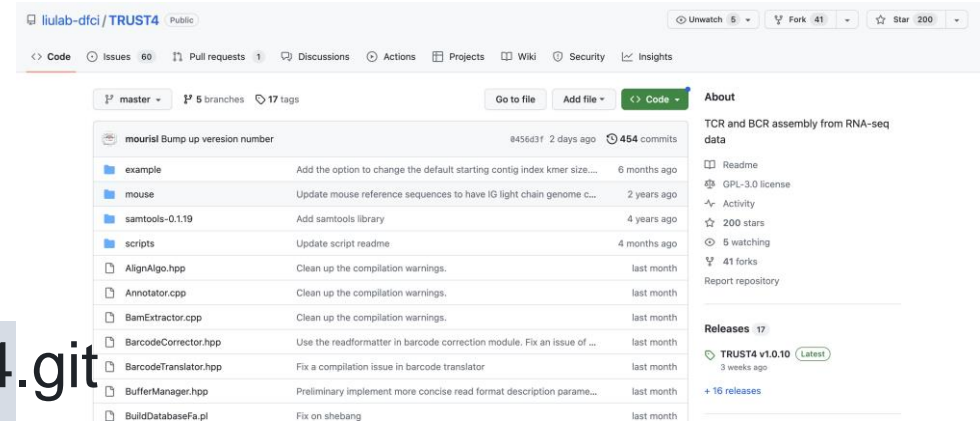 liulab-dfci / TRUST4 Public
Unwatch 5 Fork 41 Star 200
Code Issues 60 Pull requests 1 Discussions Actions Projects Wiki Security Insights
master 5 branches 17 tags Go to file Add file Code
mourisl Bump up veresion number 0456d3f 2 days ago 454 commits
example Add the option to change the default starting contig index kmer size.... 6 months ago
mouse Update mouse reference sequences to have IG light chain genome c... 2 years ago
samtools-0.1.19 Add samtools library 4 years ago
scripts Update script readme 4 months ago
AlignAlgo.hpp Clean up the compilation warnings. last month
Annotator.cpp Clean up the compilation warnings. last month
BamExtractor.cpp Clean up the compilation warnings. last month
BarcodeCorrector.hpp Use the readformatter in barcode correction module. Fix an issue of ... last month
BarcodeTranslator.hpp Fix a compilation issue in barcode translator last month
BufferManager.hpp Preliminary implement more concise read format description parame... last month
BuildDatabaseFa.pl Fix on shebang last month
4.git
About
TCR and BCR assembly from RNA-seq
data
Readme
GPL-3.0 license
Activity
200 stars
5 watching
41 forks
Report repository
Releases 17
TRUST4 v1.0.10 Latest
3 weeks ago
+ 16 releases